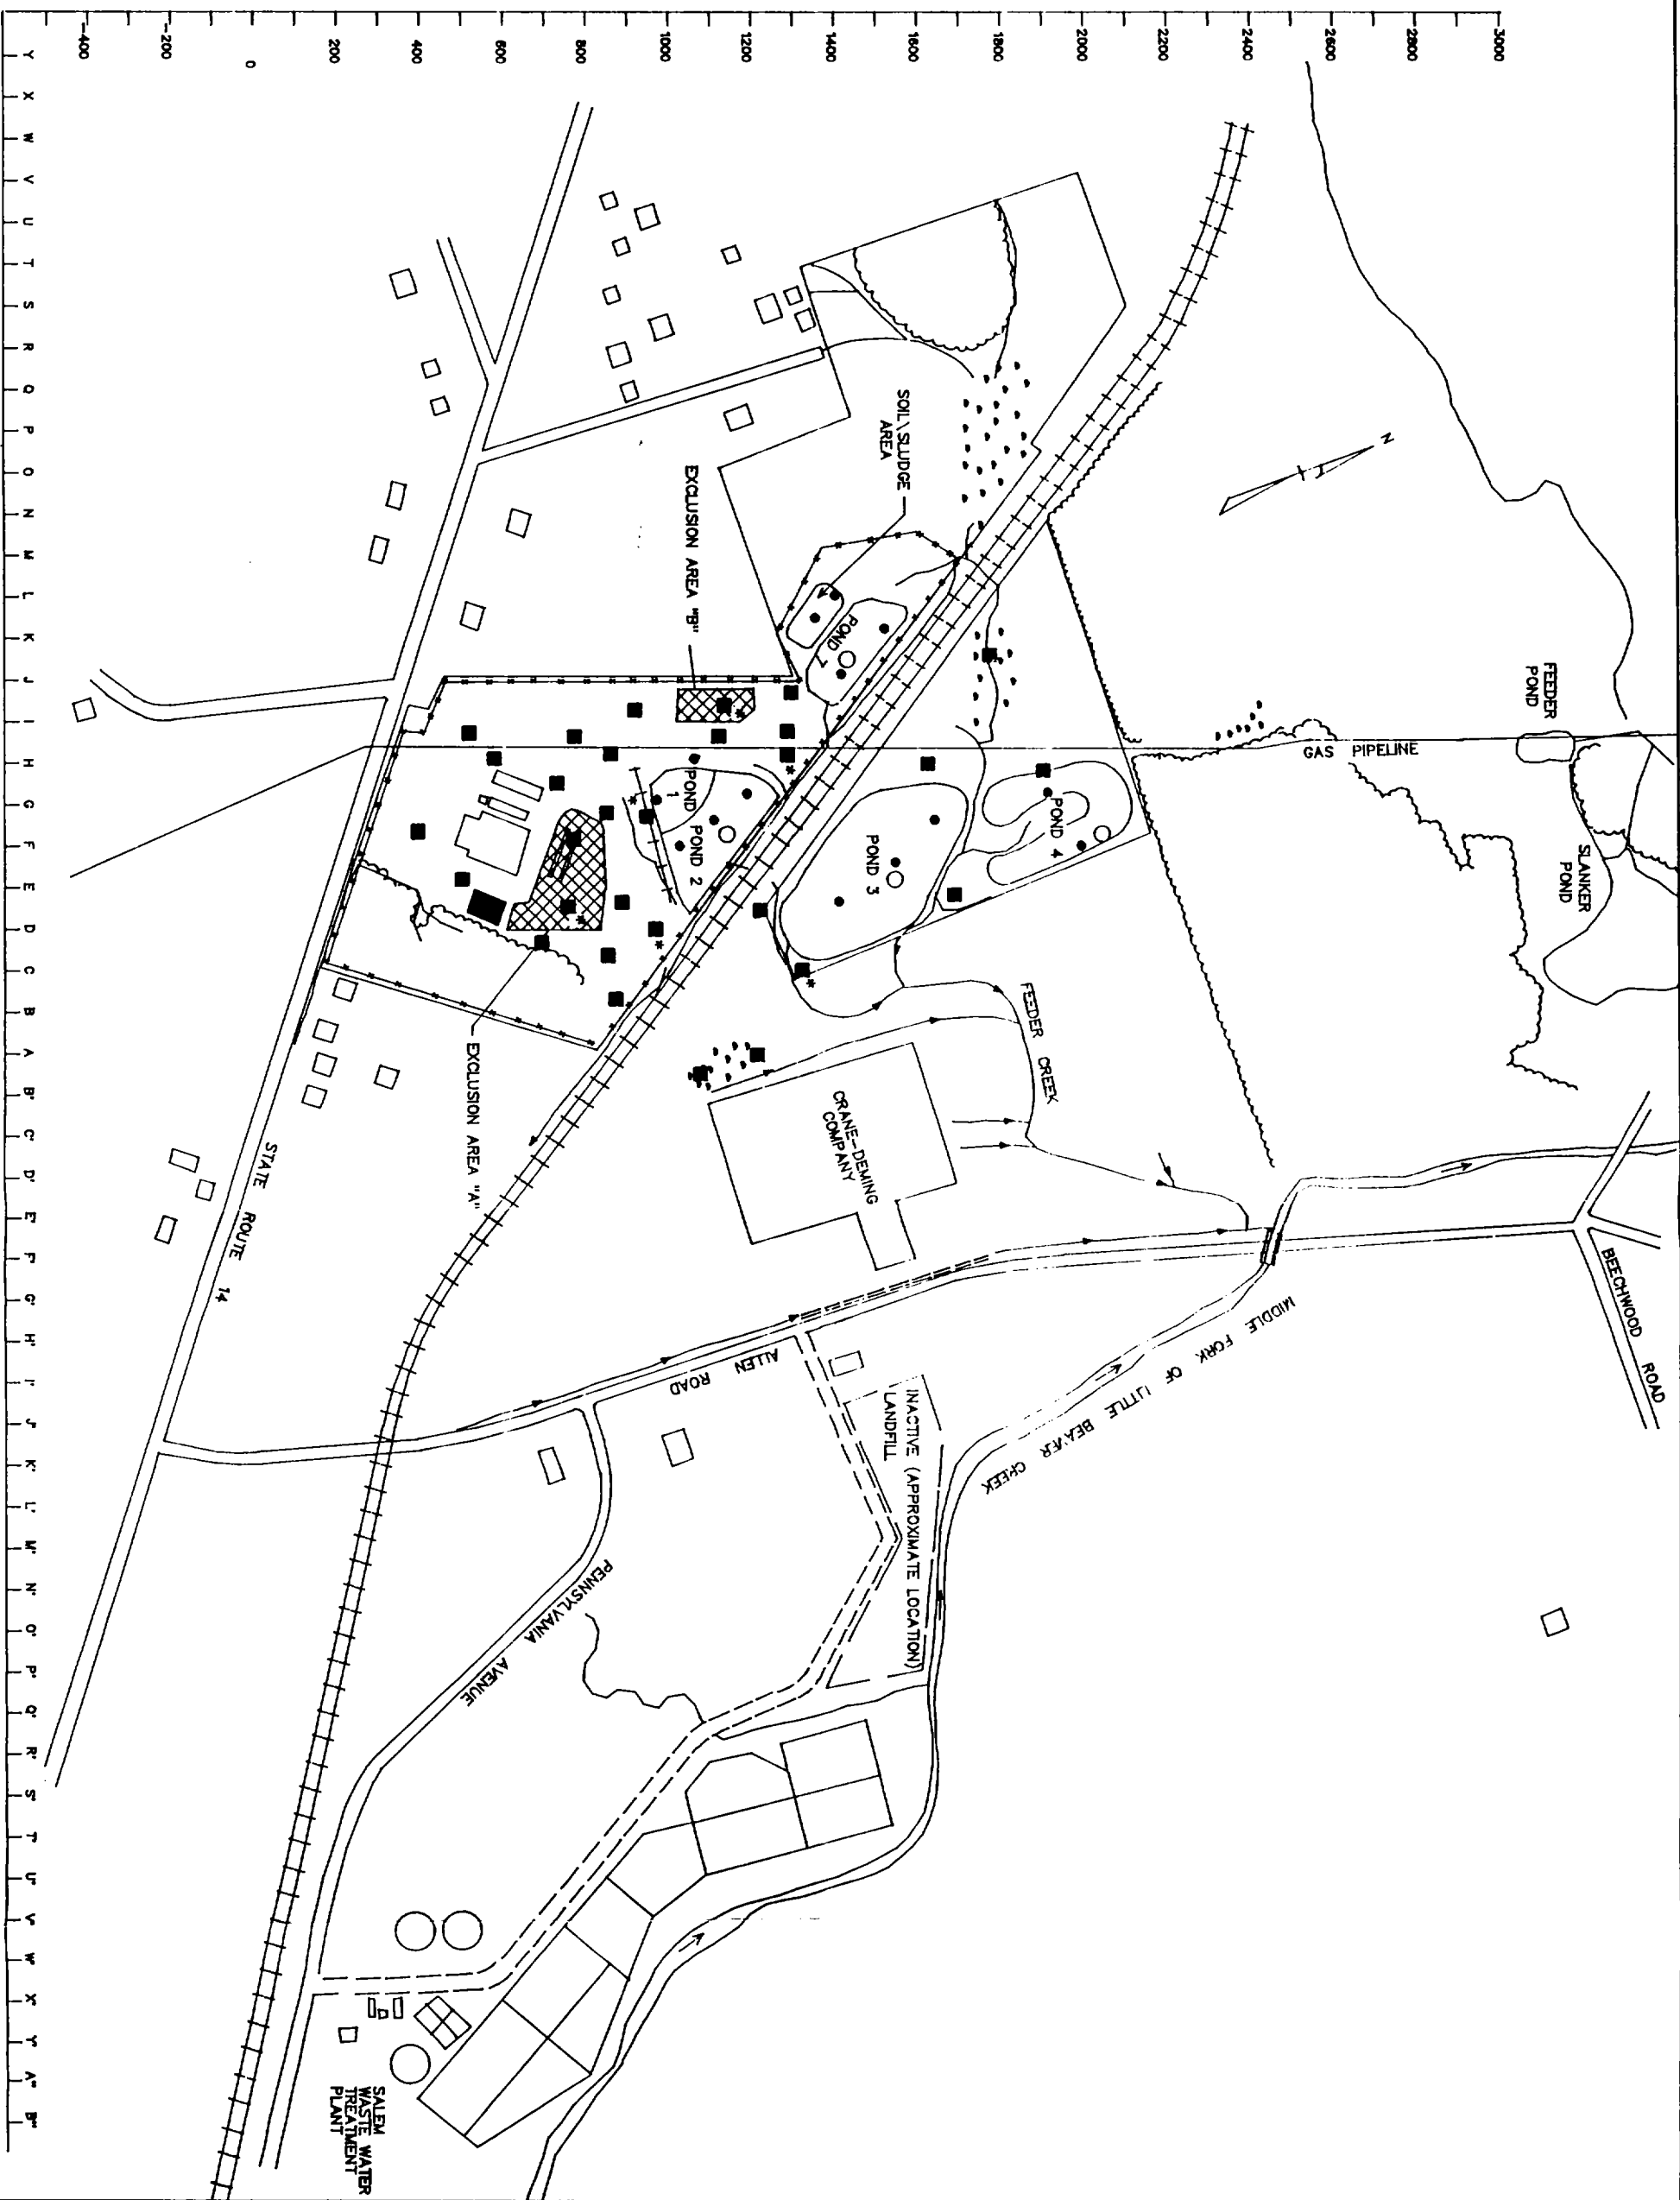 -400
-200
0
200
400
600
800
1000
1200
1400
1600
1800
2000
2200
2400
2600
2800
3000
Y
X
W
V
U
T
S
R
Q
P
O
N
M
L
K
J
I
H
G
F
E
D
C
B
A
B'
C'
D'
E'
F'
G'
H'
I'
J'
K'
L'
M'
N'
O'
P'
Q'
R'
S'
T'
U'
V'
W'
X'
Y'
A"
B"
N
FEEDER
POND
SLANKER
POND
GAS PIPELINE
SOIL\SLUDGE
AREA
EXCLUSION AREA "B"
POND 7
POND
1
POND 2
POND 3
POND 4
EXCLUSION AREA "A"
FEEDER CREEK
CRANE-DEMING
COMPANY
STATE ROUTE 14
ALLEN ROAD
BEECHWOOD ROAD
MIDDLE FORK OF LITTLE BEAVER CREEK
INACTIVE (APPROXIMATE LOCATION)
LANDFILL
PENNSYLVANIA AVENUE
SALEM
WASTE WATER
TREATMENT
PLANT